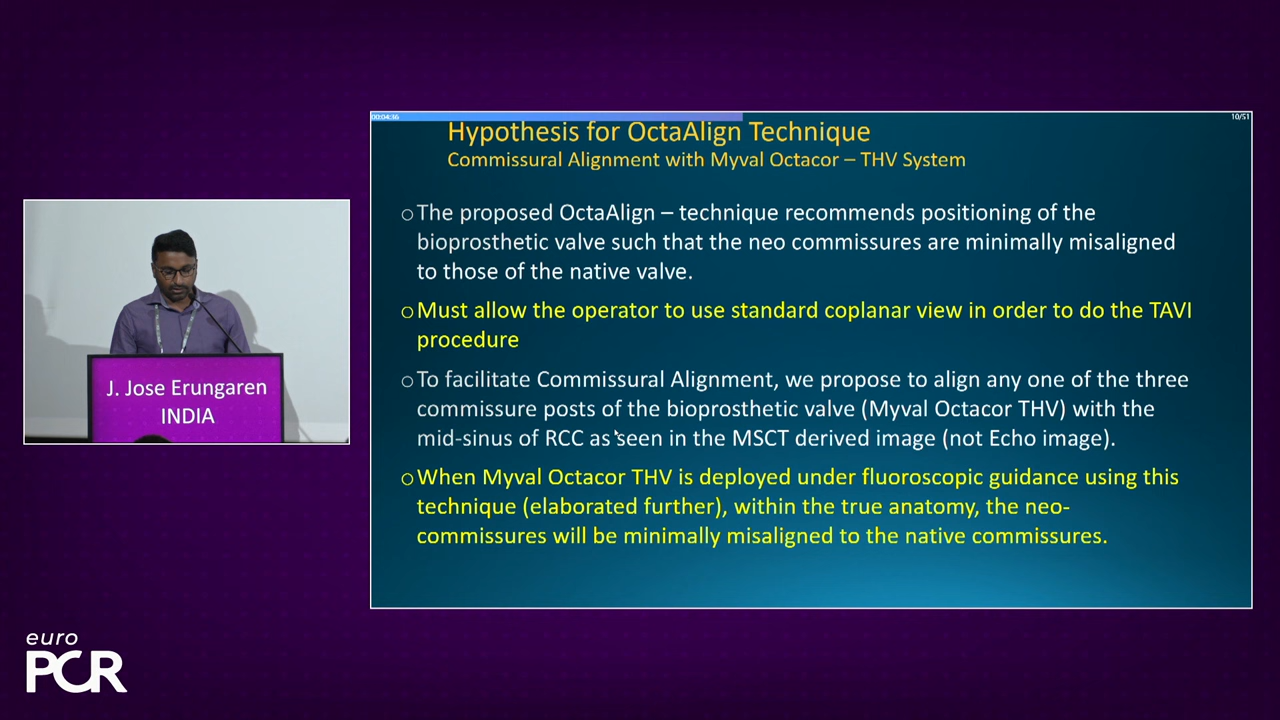 00:04:36
10/51
Hypothesis for OctaAlign Technique
Commissural Alignment with Myval Octacor – THV System
○The proposed OctaAlign – technique recommends positioning of the
bioprosthetic valve such that the neo commissures are minimally misaligned
to those of the native valve.
○Must allow the operator to use standard coplanar view in order to do the TAVI
procedure
○To facilitate Commissural Alignment, we propose to align any one of the three
commissure posts of the bioprosthetic valve (Myval Octacor THV) with the
mid-sinus of RCC as seen in the MSCT derived image (not Echo image).
○When Myval Octacor THV is deployed under fluoroscopic guidance using this
technique (elaborated further), within the true anatomy, the neo-
commissures will be minimally misaligned to the native commissures.
J. Jose Erungaren
INDIA
euro
PCR